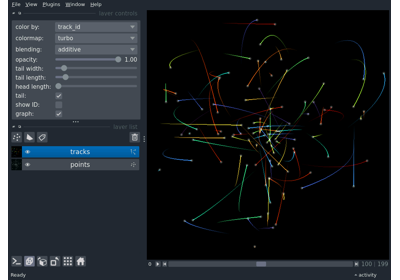 File View Plugins Window Help
layer controls
color by: track_id
colormap: turbo
blending: additive
opacity: 1.00
tail width:
tail length:
head length:
tail:
show ID:
graph:
layer list
tracks
points
100 199
Ready
activity